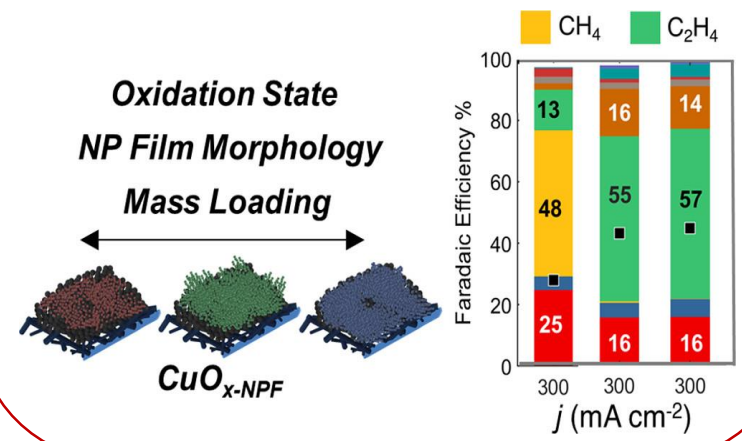 Oxidation State
NP Film Morphology
Mass Loading
CuOx-NPF
CH4
C2H4
Faradaic Efficiency %
100
80
60
40
20
0
13
48
25
16
55
16
14
57
16
300
300
300
j (mA cm-2)